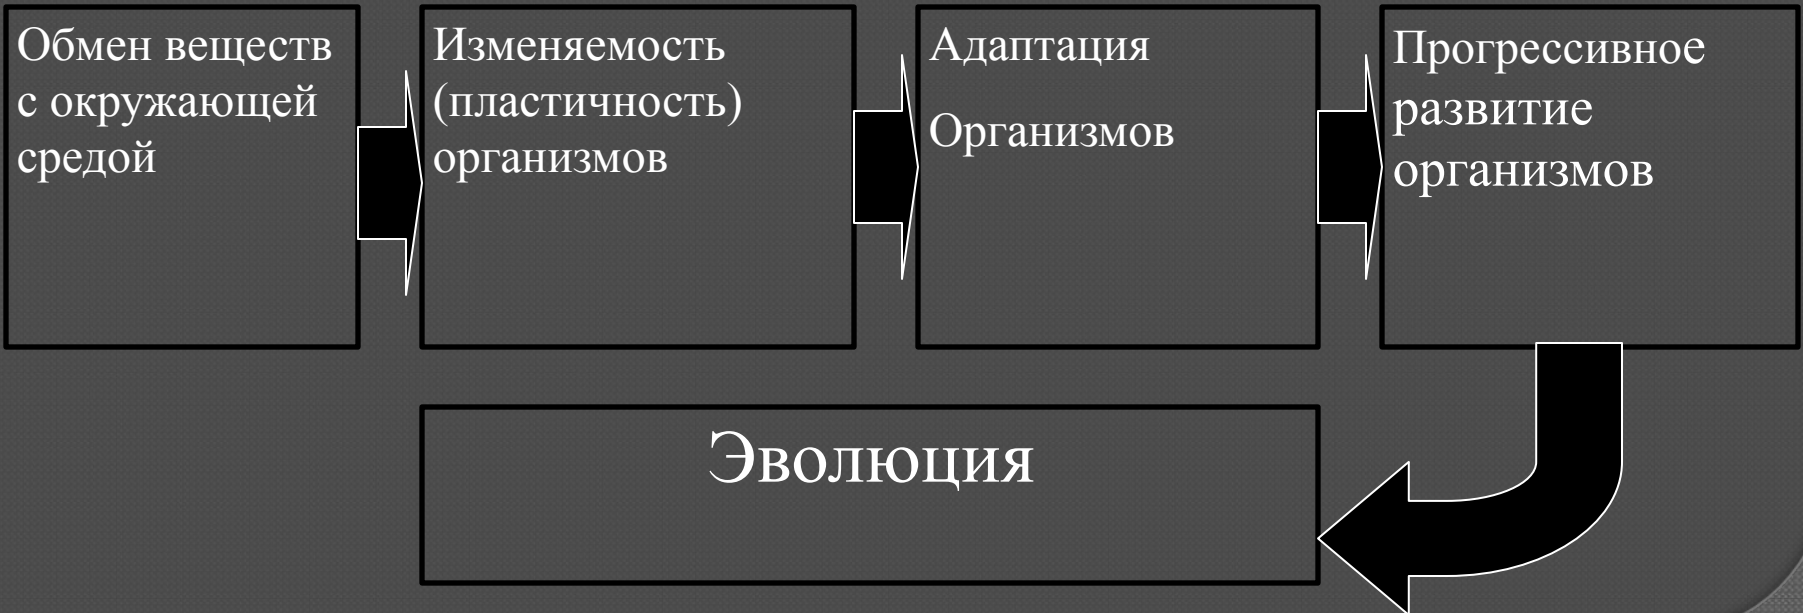 Обмен веществ
с окружающей
средой
Изменяемость
(пластичность)
организмов
Адаптация
Организмов
Прогрессивное
развитие
организмов
Эволюция